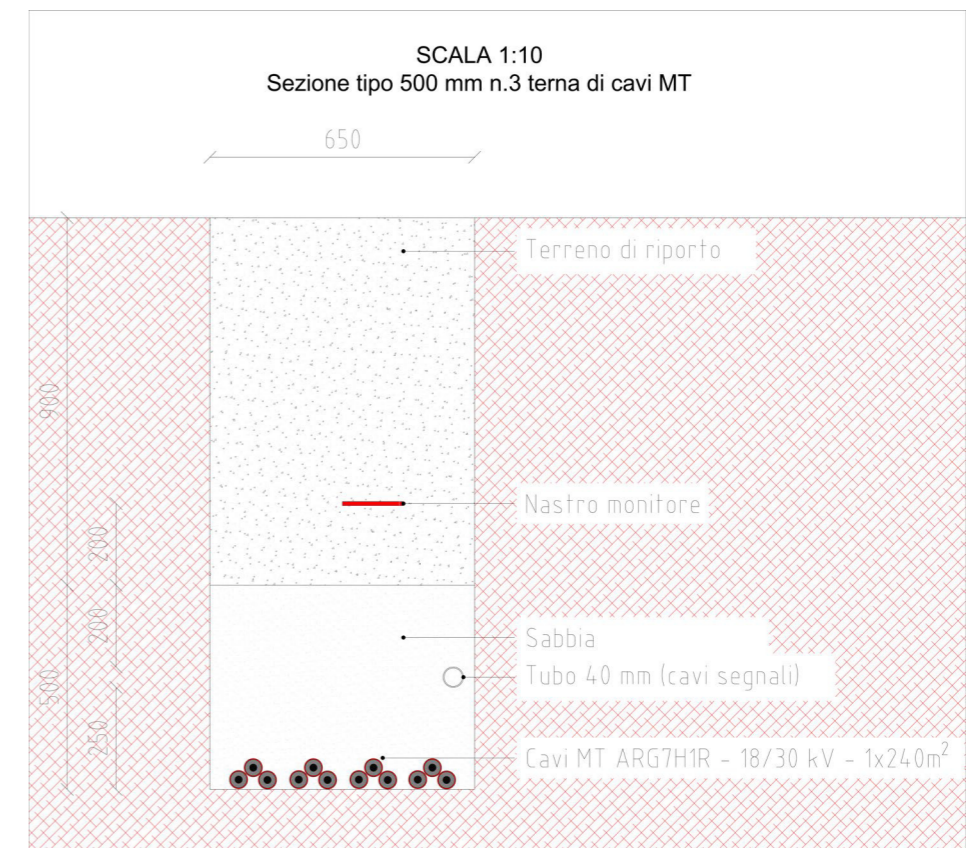 SCALA 1:10
Sezione tipo 500 mm n.3 terna di cavi MT
650
Terreno di riporto
900
Nastro monitore
200
200
Sabbia
Tubo 40 mm (cavi segnali)
500
250
Cavi MT ARG7H1R - 18/30 kV - 1x240m²